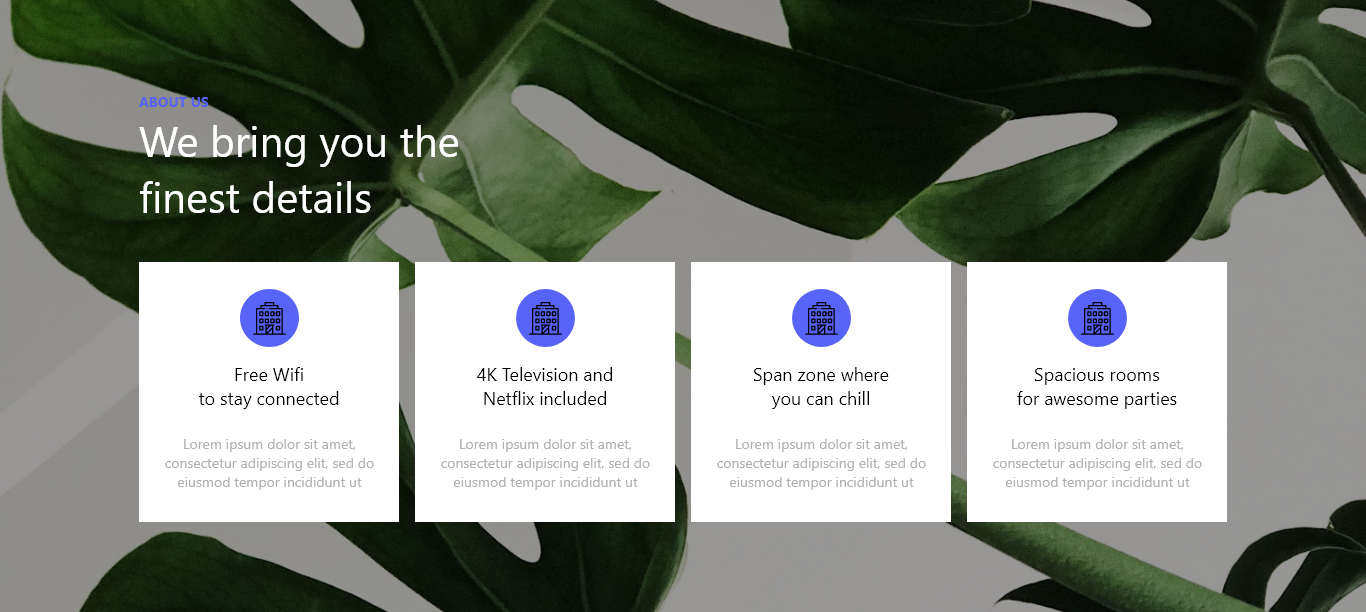 ABOUT US
We bring you the
finest details
Free Wifi
to stay connected
Lorem ipsum dolor sit amet,
consectetur adipiscing elit, sed do
eiusmod tempor incididunt ut
4K Television and
Netflix included
Lorem ipsum dolor sit amet,
consectetur adipiscing elit, sed do
eiusmod tempor incididunt ut
Span zone where
you can chill
Lorem ipsum dolor sit amet,
consectetur adipiscing elit, sed do
eiusmod tempor incididunt ut
Spacious rooms
for awesome parties
Lorem ipsum dolor sit amet,
consectetur adipiscing elit, sed do
eiusmod tempor incididunt ut